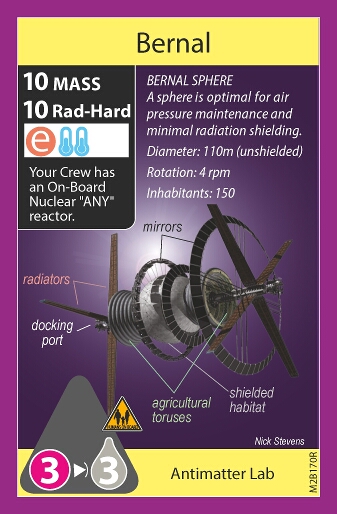 Bernal
10 MASS
10 Rad-Hard
e
Your Crew has
an On-Board
Nuclear "ANY"
reactor.
BERNAL SPHERE
A sphere is optimal for air
pressure maintenance and
minimal radiation shielding.
Diameter: 110m (unshielded)
Rotation: 4 rpm
Inhabitants: 150
mirrors
radiators
docking
port
shielded
habitat
agricultural
toruses
Nick Stevens
3 3
Antimatter Lab
M2B170R